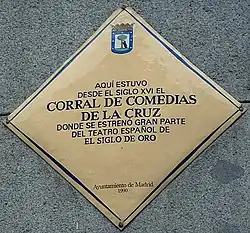 AQUÍ ESTUVO
DESDE EL SIGLO XVI EL
CORRAL DE COMEDIAS
DE LA CRUZ
DONDE SE ESTRENÓ GRAN PARTE
DEL TEATRO ESPAÑOL DE
EL SIGLO DE ORO
Ayuntamiento de Madrid
1990